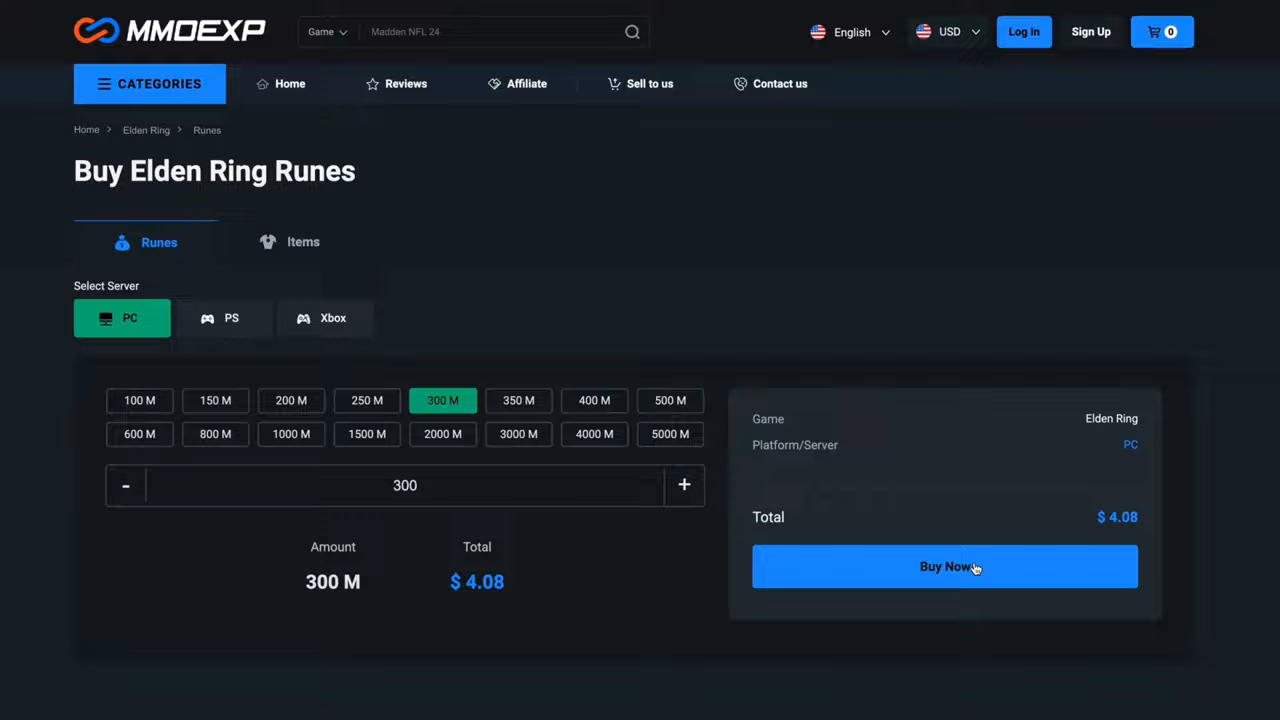 MMOEXP
Game
Madden NFL 24
English
USD
Log In
Sign Up
0
CATEGORIES
Home
Reviews
Affiliate
Sell to us
Contact us
Home > Elden Ring > Runes
Buy Elden Ring Runes
Runes
Items
Select Server
PC
PS
Xbox
100 M
150 M
200 M
250 M
300 M
350 M
400 M
500 M
600 M
800 M
1000 M
1500 M
2000 M
3000 M
4000 M
5000 M
-
300
+
Amount
Total
300 M
$ 4.08
Game
Elden Ring
Platform/Server
PC
Total
$ 4.08
Buy Now